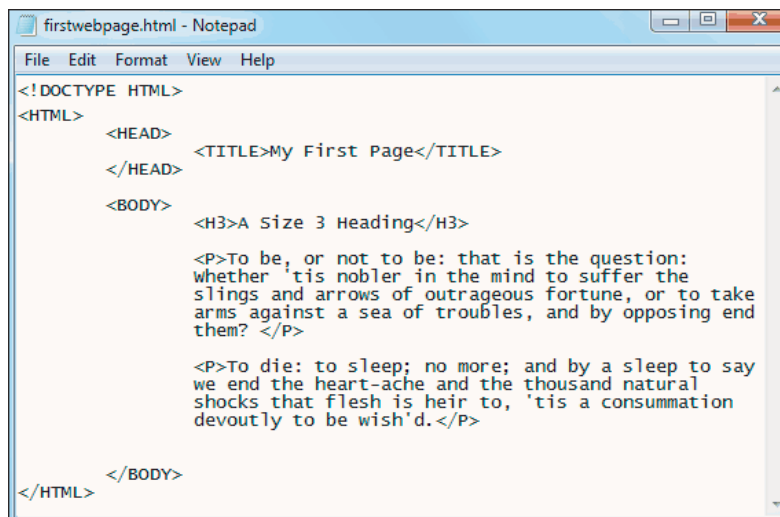 firstwebpage.html - Notepad
File Edit Format View Help
<!DOCTYPE HTML>
<HTML>
<HEAD>
<TITLE>My First Page</TITLE>
</HEAD>
<BODY>
<H3>A Size 3 Heading</H3>
<P>To be, or not to be: that is the question:
Whether 'tis nobler in the mind to suffer the
slings and arrows of outrageous fortune, or to take
arms against a sea of troubles, and by opposing end
them? </P>
<P>To die: to sleep; no more; and by a sleep to say
we end the heart-ache and the thousand natural
shocks that flesh is heir to, 'tis a consummation
devoutly to be wish'd.</P>
</BODY>
</HTML>